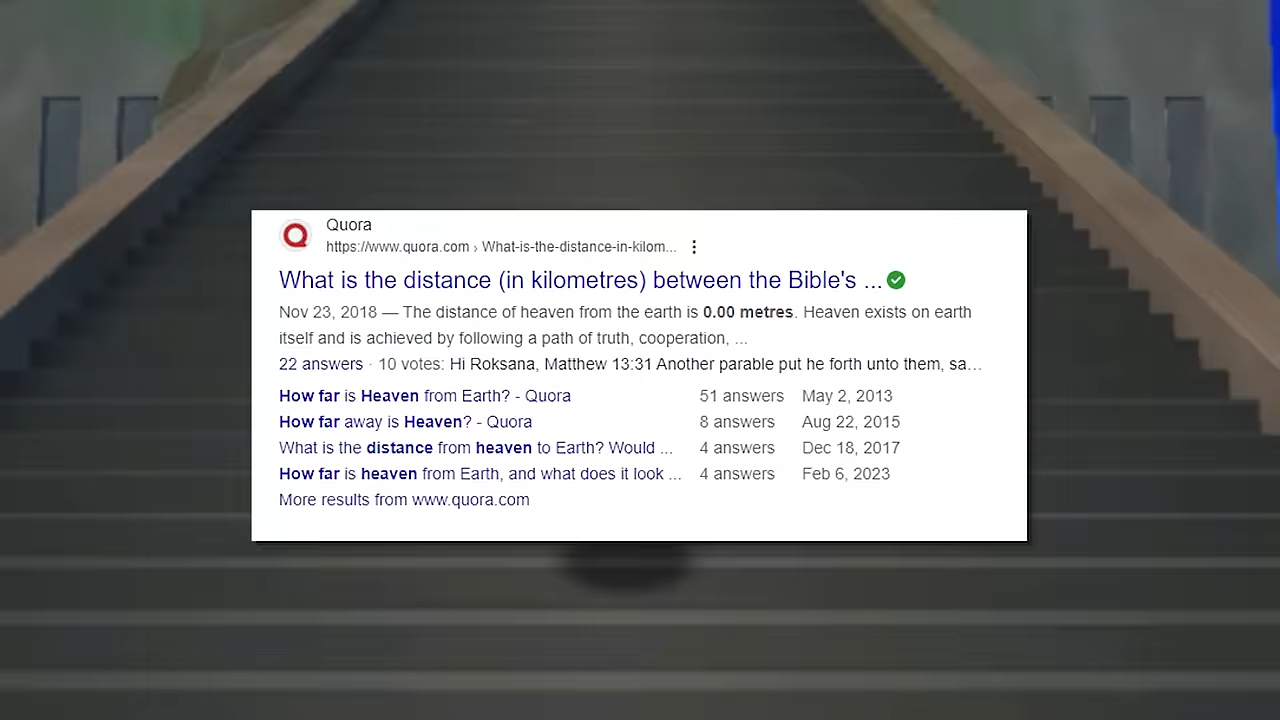 Quora
https://www.quora.com › What-is-the-distance-in-kilom...
What is the distance (in kilometres) between the Bible's ...
Nov 23, 2018 — The distance of heaven from the earth is 0.00 metres. Heaven exists on earth
itself and is achieved by following a path of truth, cooperation, ...
22 answers · 10 votes: Hi Roksana, Matthew 13:31 Another parable put he forth unto them, sa...
How far is Heaven from Earth? - Quora 51 answers May 2, 2013
How far away is Heaven? - Quora 8 answers Aug 22, 2015
What is the distance from heaven to Earth? Would ... 4 answers Dec 18, 2017
How far is heaven from Earth, and what does it look ... 4 answers Feb 6, 2023
More results from www.quora.com